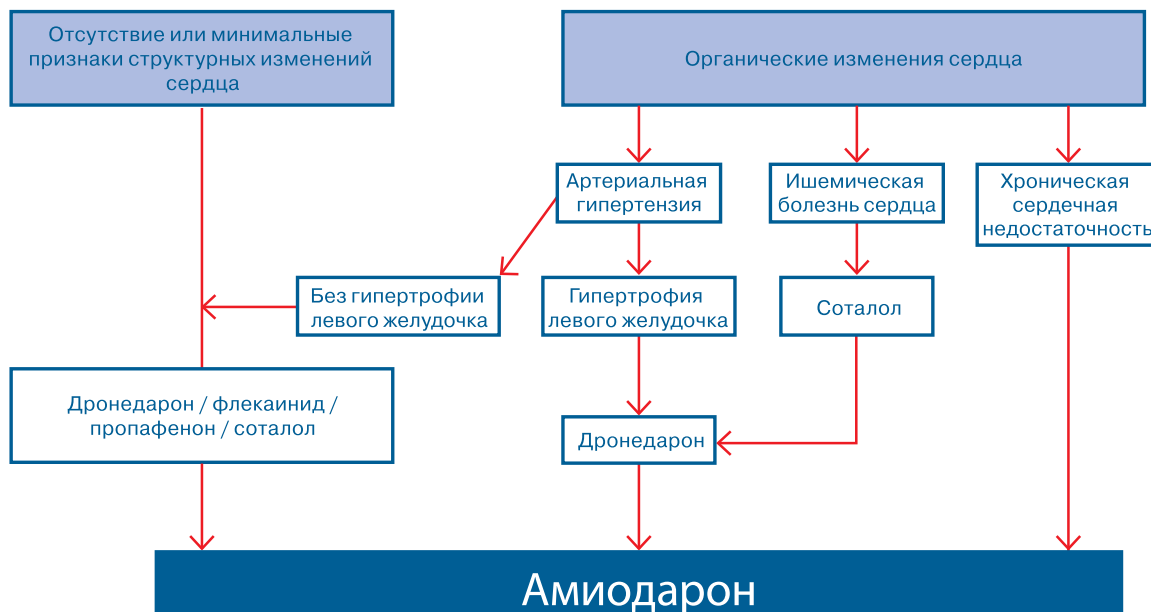 Отсутствие или минимальные
признаки структурных изменений
сердца
Органические изменения сердца
Артериальная
гипертензия
Ишемическая
болезнь сердца
Хроническая
сердечная
недостаточность
Без гипертрофии
левого желудочка
Гипертрофия
левого желудочка
Соталол
Дронедарон / флекаинид /
пропафенон / соталол
Дронедарон
Амиодарон